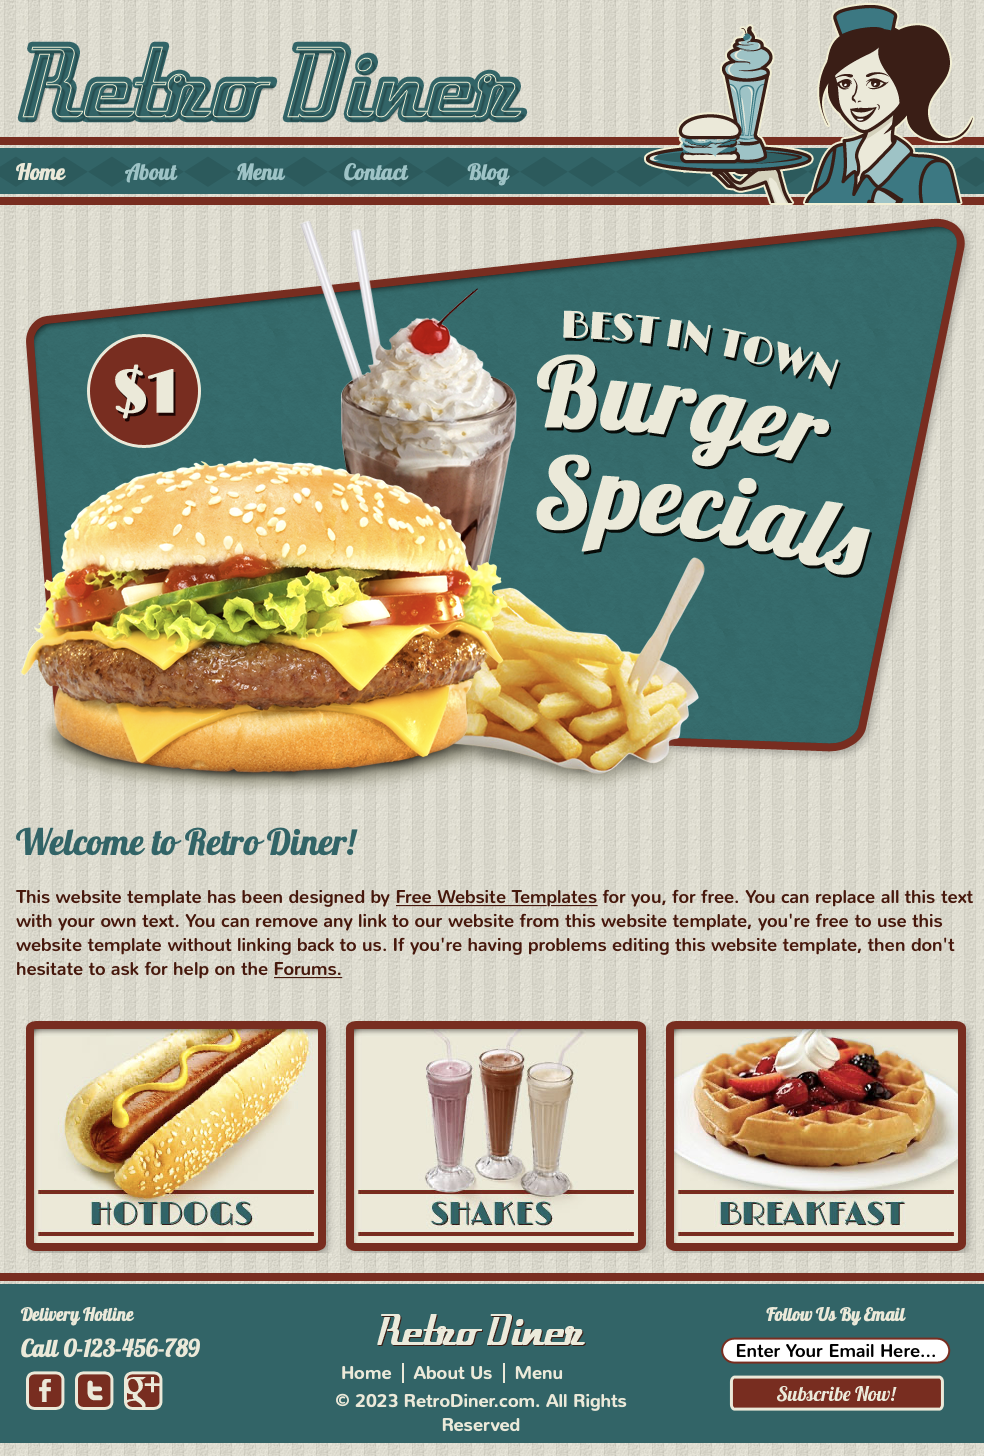 Retro Diner
Home About Menu Contact Blog
$1
BEST IN TOWN
Burger
Specials
Welcome to Retro Diner!
This website template has been designed by Free Website Templates for you, for free. You can replace all this text
with your own text. You can remove any link to our website from this website template, you're free to use this
website template without linking back to us. If you're having problems editing this website template, then don't
hesitate to ask for help on the Forums.
HOTDOGS
SHAKES
BREAKFAST
Delivery Hotline
Call 0-123-456-789
f t g+
Retro Diner
Home | About Us | Menu
© 2023 RetroDiner.com. All Rights
Reserved
Follow Us By Email
Enter Your Email Here...
Subscribe Now!